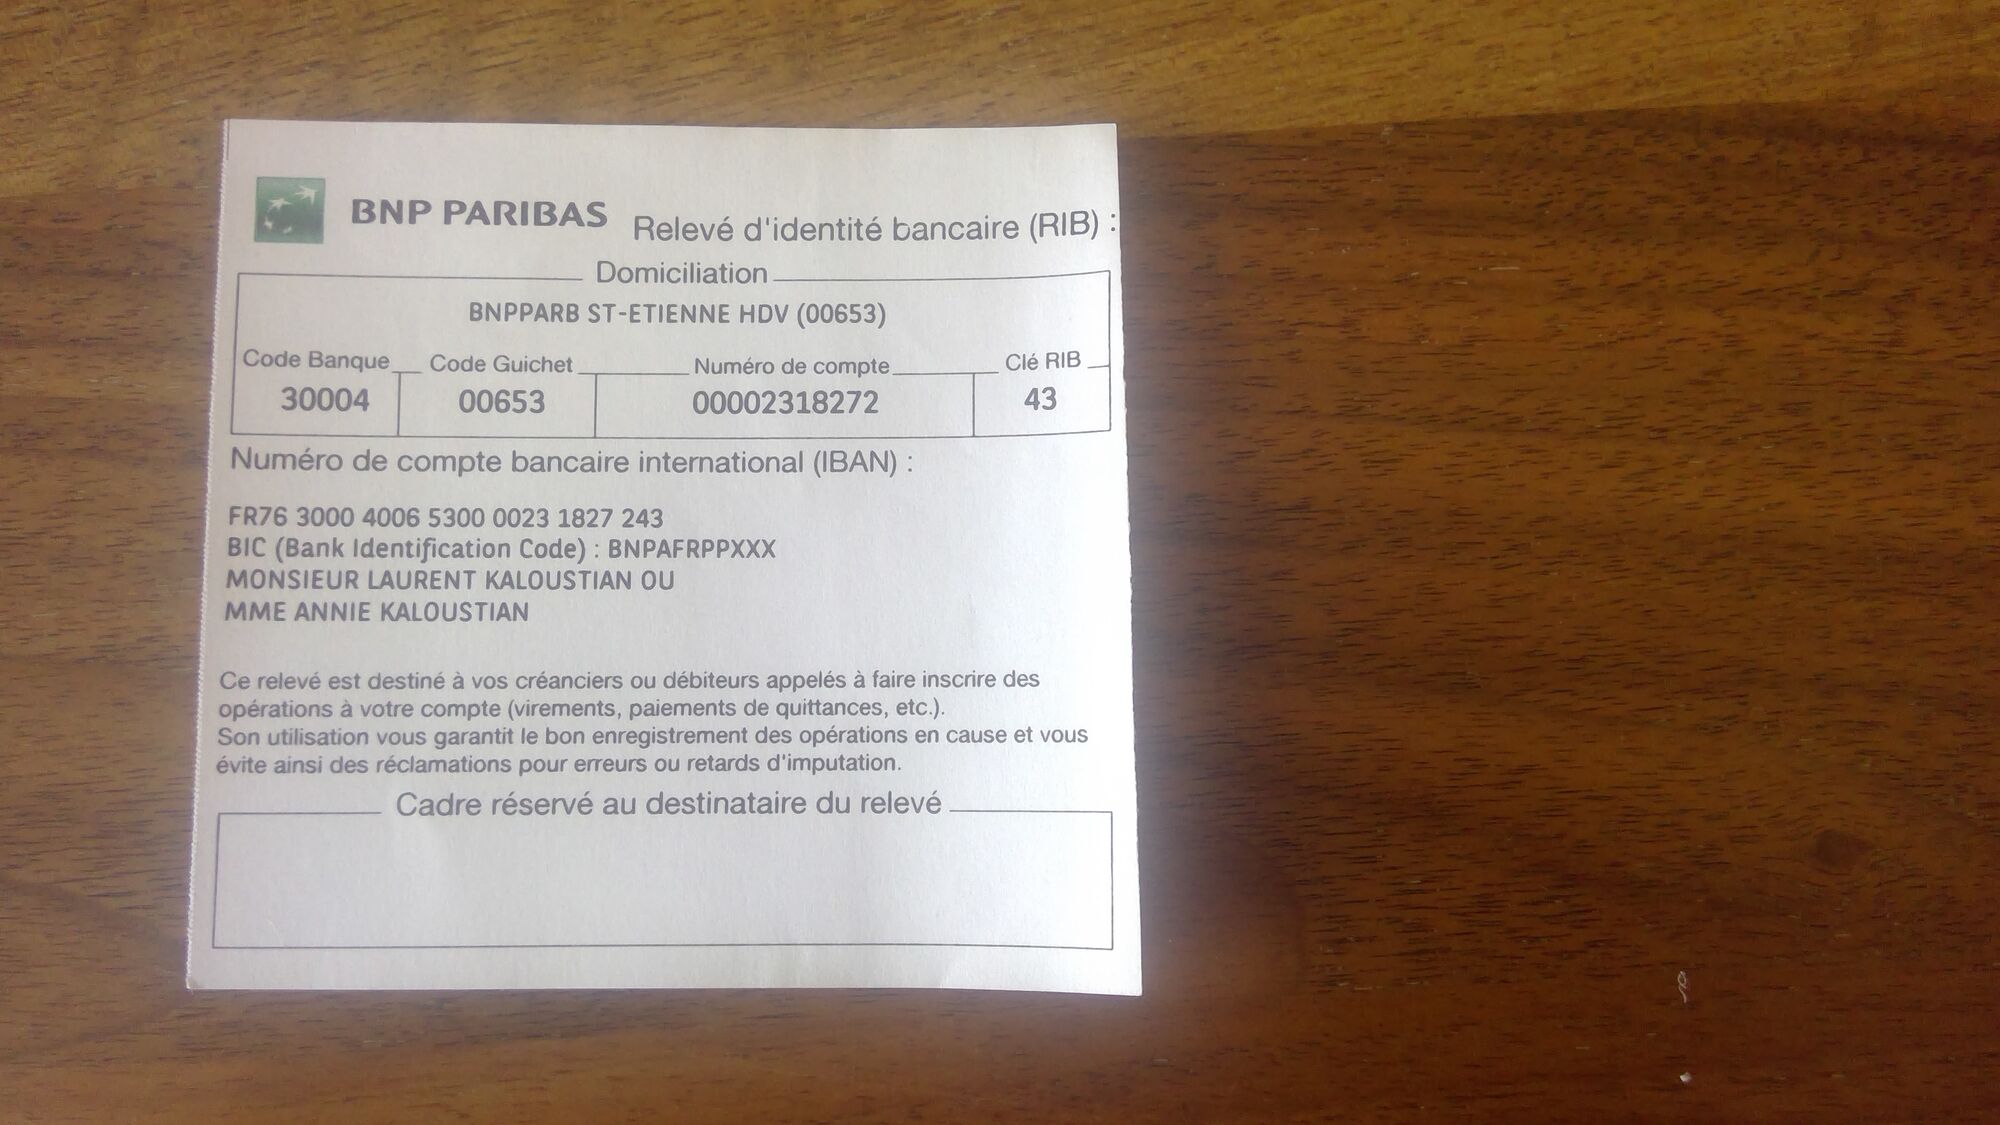 BNP PARIBAS Relevé d'identité bancaire (RIB) :
Domiciliation
BNPPARB ST-ETIENNE HDV (00653)
Code Banque Code Guichet Numéro de compte Clé RIB
30004 00653 00002318272 43
Numéro de compte bancaire international (IBAN) :
FR76 3000 4006 5300 0023 1827 243
BIC (Bank Identification Code) : BNPAFRPPXXX
MONSIEUR LAURENT KALOUSTIAN OU
MME ANNIE KALOUSTIAN
Ce relevé est destiné à vos créanciers ou débiteurs appelés à faire inscrire des
opérations à votre compte (virements, paiements de quittances, etc.).
Son utilisation vous garantit le bon enregistrement des opérations en cause et vous
évite ainsi des réclamations pour erreurs ou retards d'imputation.
Cadre réservé au destinataire du relevé